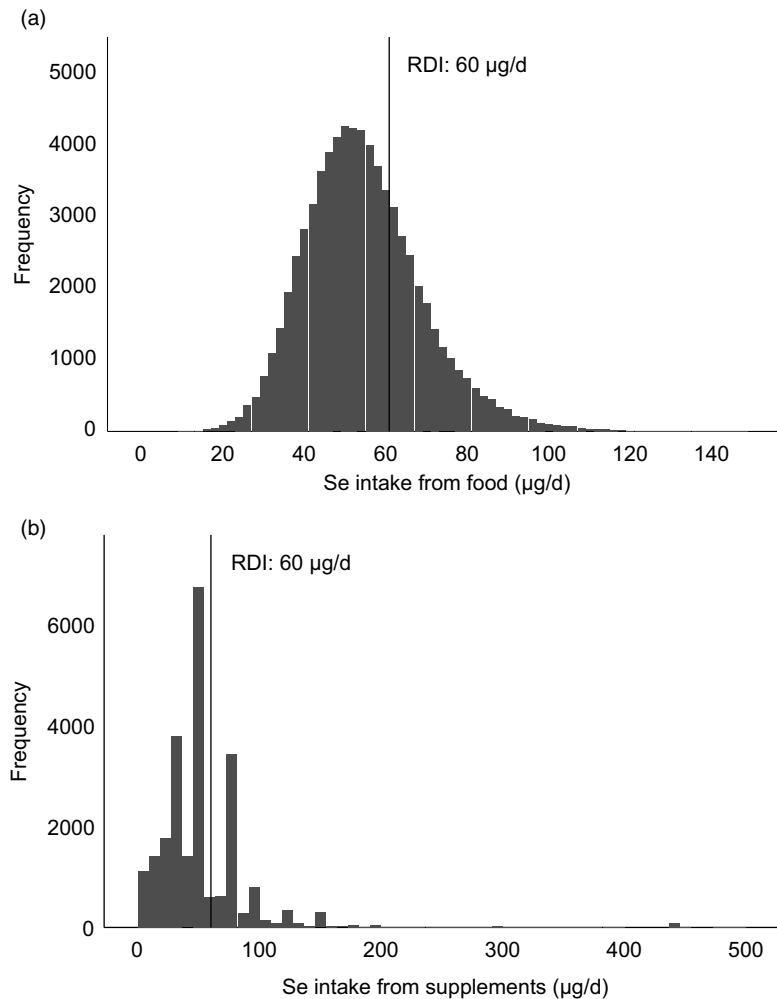 (a)
RDI: 60 µg/d
5000
4000
3000
2000
1000
0
Frequency
0 20 40 60 80 100 120 140
Se intake from food (µg/d)
(b)
RDI: 60 µg/d
6000
4000
2000
0
Frequency
0 100 200 300 400 500
Se intake from supplements (µg/d)